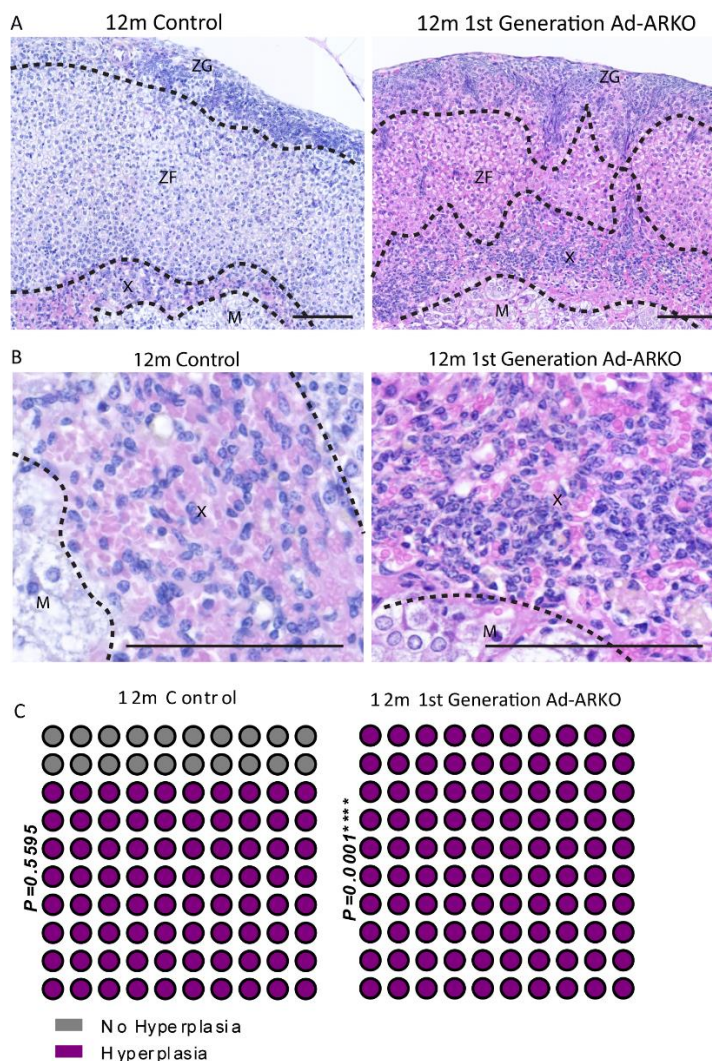 A
12m Control
12m 1st Generation Ad-ARKO
ZG
ZG
ZF
ZF
X
X
M
M
B
12m Control
12m 1st Generation Ad-ARKO
X
X
M
M
C
12m Control
12m 1st Generation Ad-ARKO
P=0.5595
P=0.0001****
No Hyperplasia
Hyperplasia